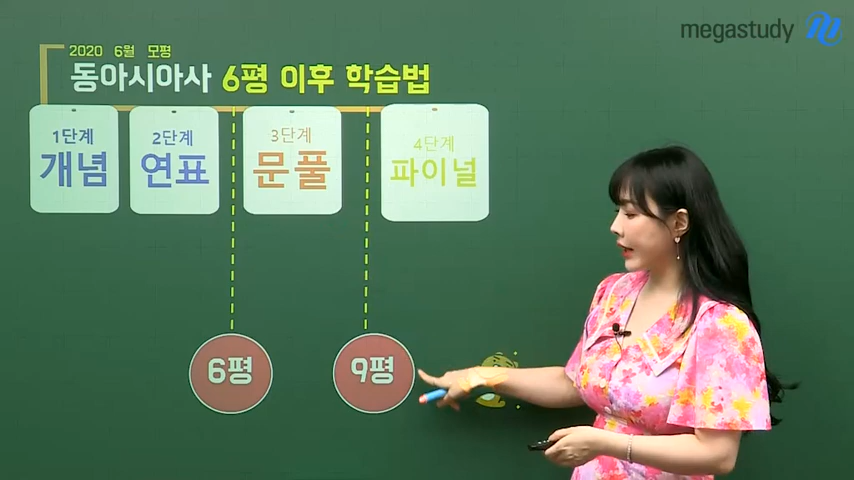 megastudy
2020 6월 모평
동아시아사 6평 이후 학습법
1단계
개념
2단계
연표
3단계
문풀
4단계
파이널
6평
9평